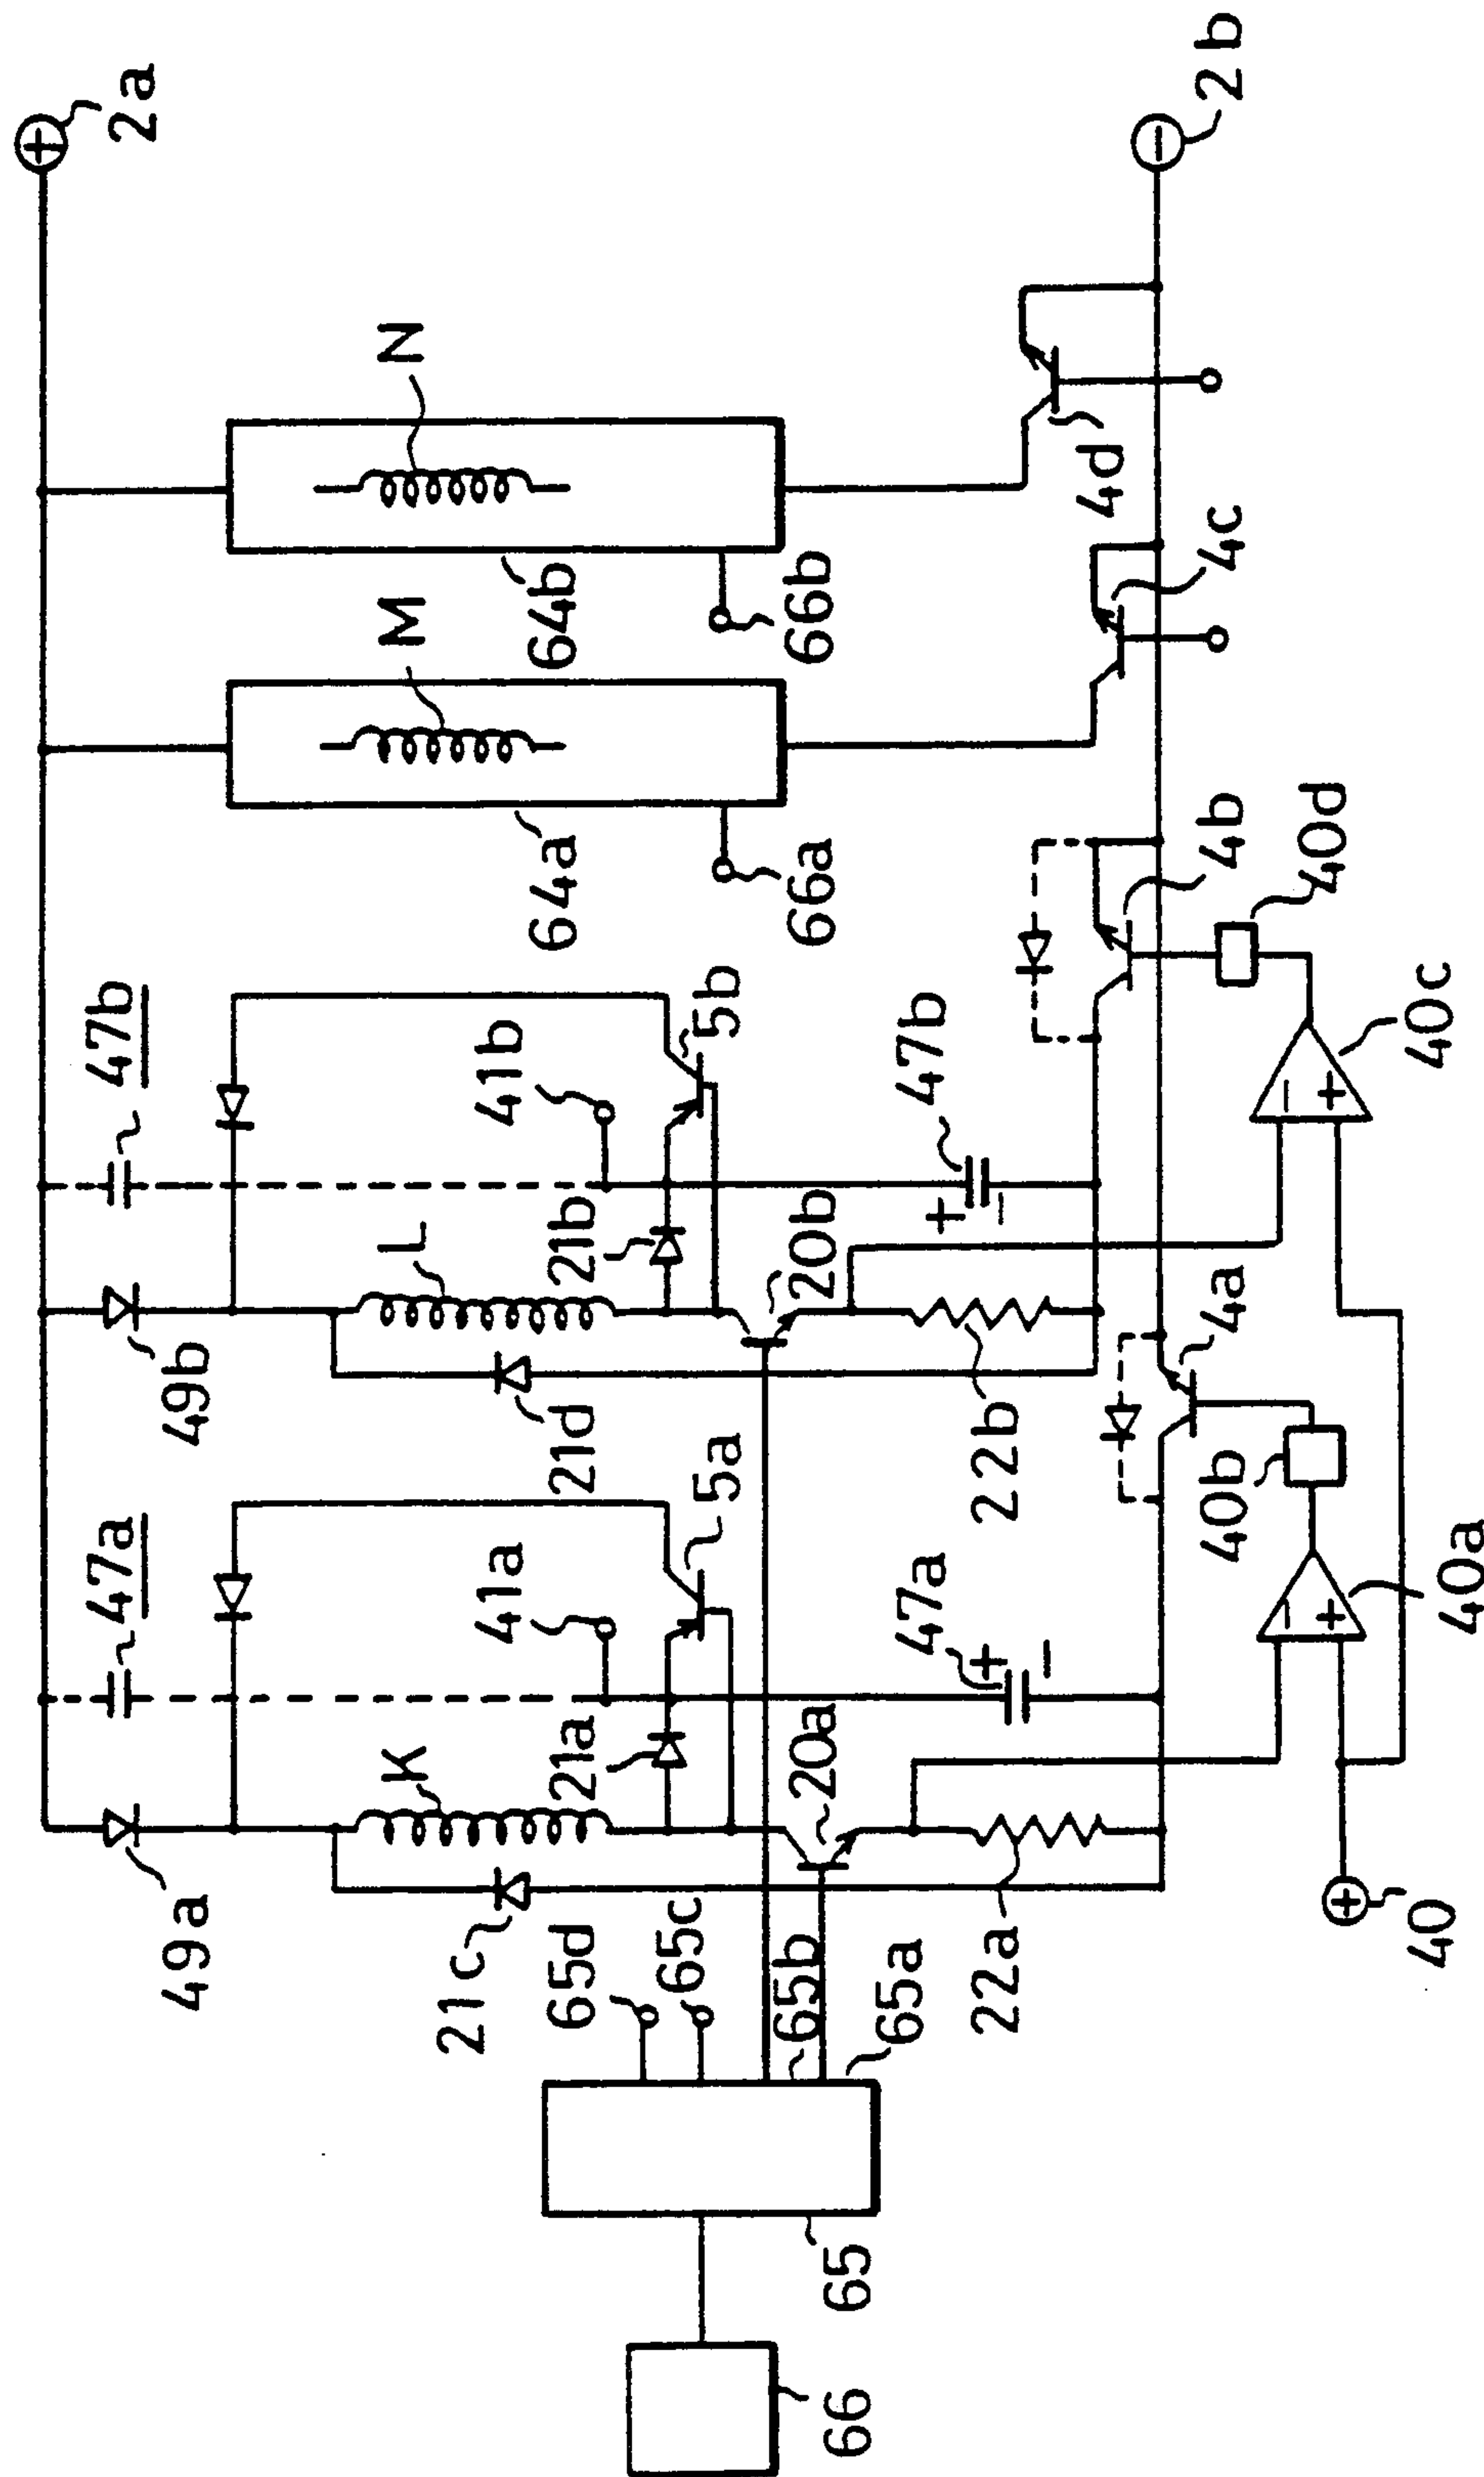 2a
2b
N
M
64b
66b
64a
66a
4d
4c
4b
40d
40c
47b
5b
41b
47b
L
21b
20b
49b
21d
22b
4a
5a
47a
41a
47a
40b
40a
K
21a
20a
49a
21c
65d
65c
65b
65a
22a
40
65
66
+
−
+
−
+
−
−
+
−
+
+